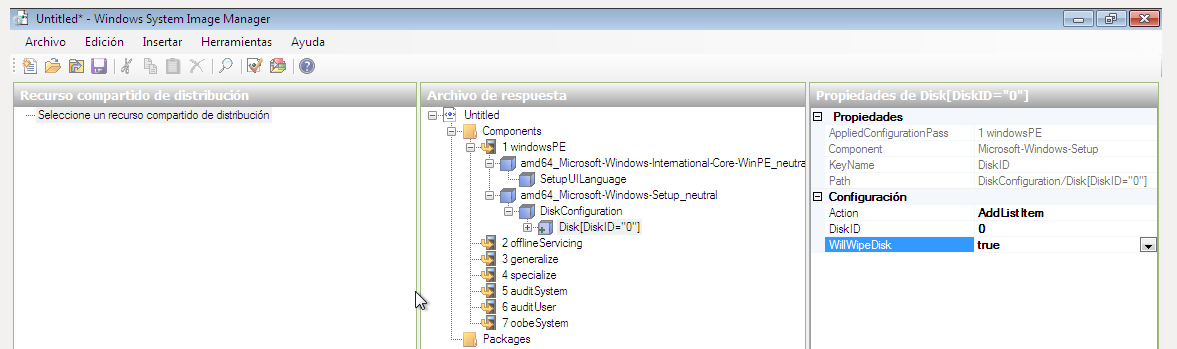 Untitled* - Windows System Image Manager
Archivo Edición Insertar Herramientas Ayuda
Recurso compartido de distribución
Seleccione un recurso compartido de distribución
Archivo de respuesta
Untitled
Components
1 windowsPE
amd64_Microsoft-Windows-International-Core-WinPE_neutra
SetupUILanguage
amd64_Microsoft-Windows-Setup_neutral
DiskConfiguration
Disk[DiskID="0"]
2 offlineServicing
3 generalize
4 specialize
5 auditSystem
6 auditUser
7 oobeSystem
Packages
Propiedades de Disk[DiskID="0"]
Propiedades
AppliedConfigurationPass 1 windowsPE
Component Microsoft-Windows-Setup
KeyName DiskID
Path DiskConfiguration/Disk[DiskID="0"]
Configuración
Action AddListItem
DiskID 0
WillWipeDisk true